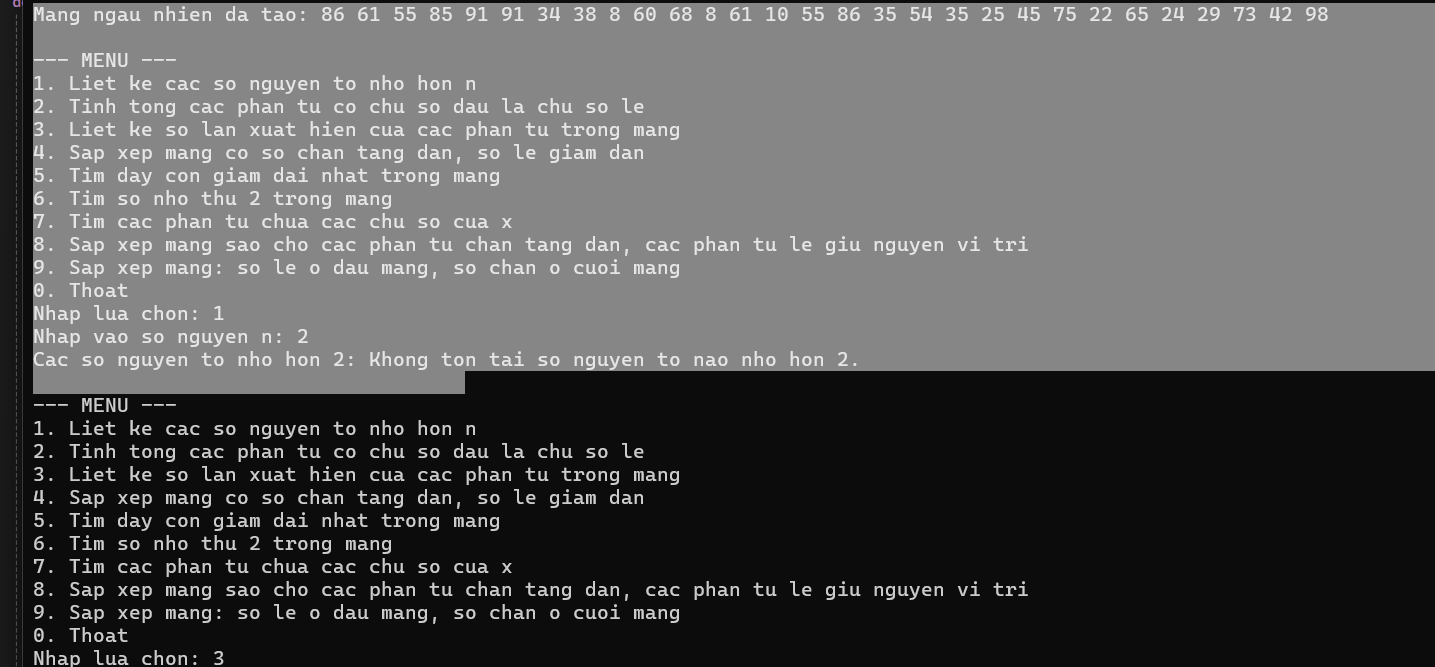 Mang ngau nhien da tao: 86 61 55 85 91 91 34 38 8 60 68 8 61 10 55 86 35 54 35 25 45 75 22 65 24 29 73 42 98
--- MENU ---
1. Liet ke cac so nguyen to nho hon n
2. Tinh tong cac phan tu co chu so dau la chu so le
3. Liet ke so lan xuat hien cua cac phan tu trong mang
4. Sap xep mang co so chan tang dan, so le giam dan
5. Tim day con giam dai nhat trong mang
6. Tim so nho thu 2 trong mang
7. Tim cac phan tu chua cac chu so cua x
8. Sap xep mang sao cho cac phan tu chan tang dan, cac phan tu le giu nguyen vi tri
9. Sap xep mang: so le o dau mang, so chan o cuoi mang
0. Thoat
Nhap lua chon: 1
Nhap vao so nguyen n: 2
Cac so nguyen to nho hon 2: Khong ton tai so nguyen to nao nho hon 2.
--- MENU ---
1. Liet ke cac so nguyen to nho hon n
2. Tinh tong cac phan tu co chu so dau la chu so le
3. Liet ke so lan xuat hien cua cac phan tu trong mang
4. Sap xep mang co so chan tang dan, so le giam dan
5. Tim day con giam dai nhat trong mang
6. Tim so nho thu 2 trong mang
7. Tim cac phan tu chua cac chu so cua x
8. Sap xep mang sao cho cac phan tu chan tang dan, cac phan tu le giu nguyen vi tri
9. Sap xep mang: so le o dau mang, so chan o cuoi mang
0. Thoat
Nhap lua chon: 3